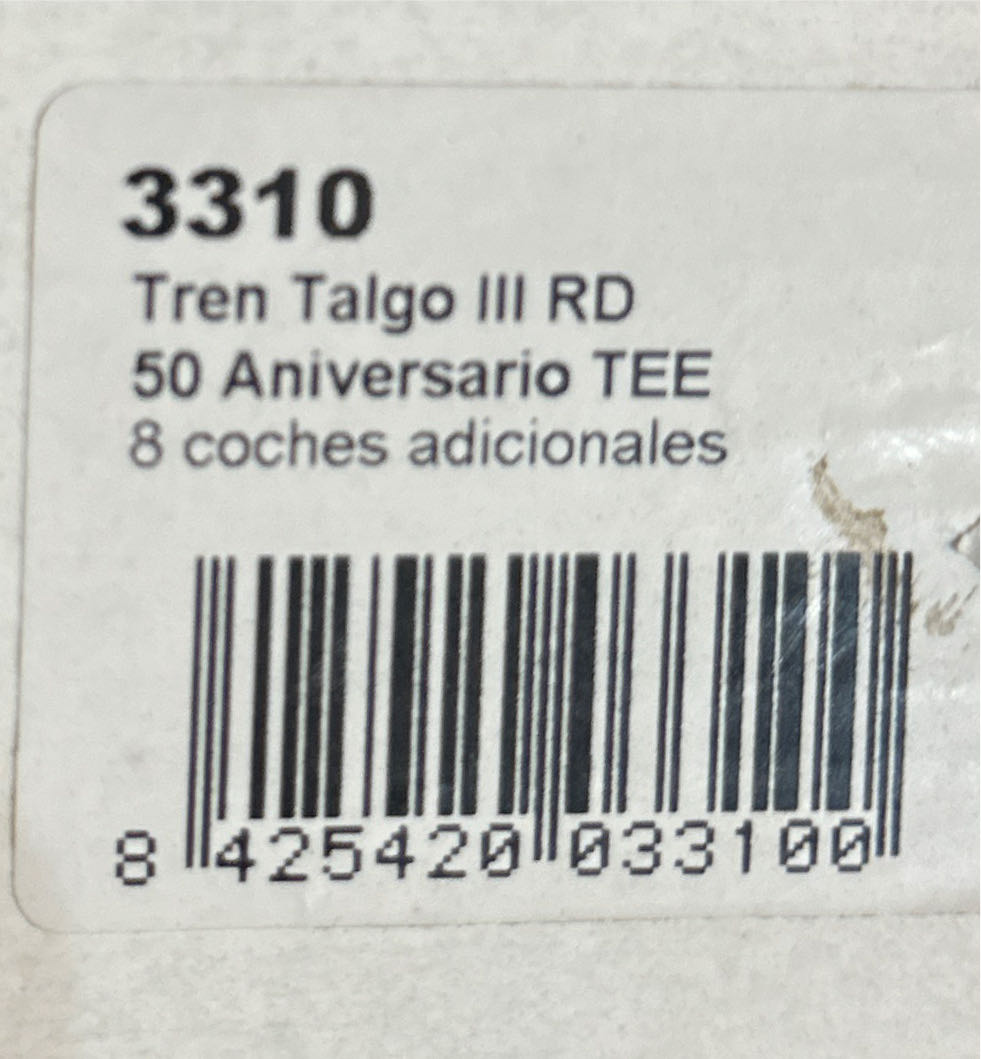 3310
Tren Talgo III RD
50 Aniversario TEE
8 coches adicionales
8 425420 033100